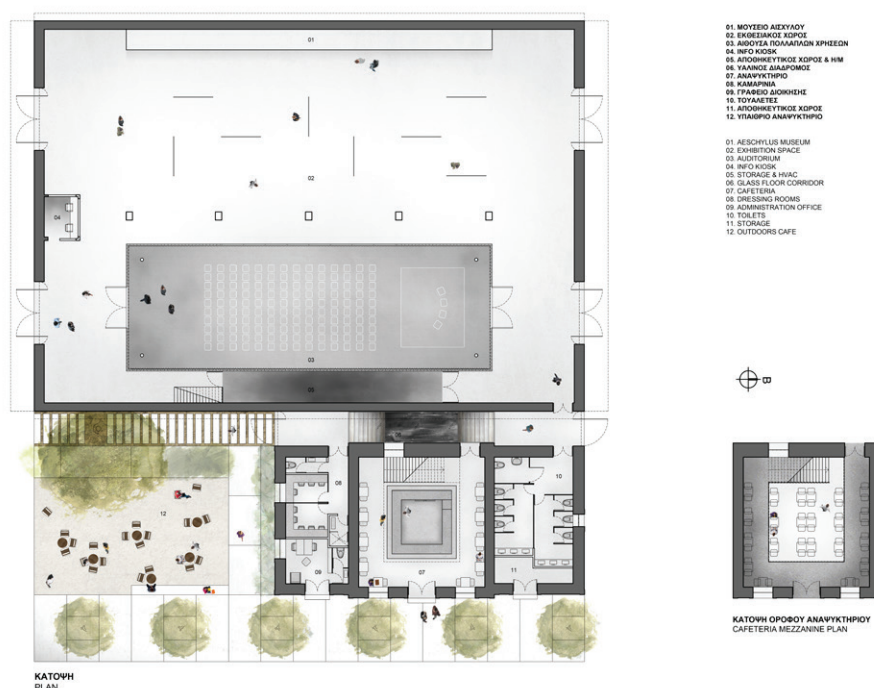 01
02
04
03
05
12
08
09
07
10
11
01. ΜΟΥΣΕΙΟ ΑΙΣΧΥΛΟΥ
02. ΕΚΘΕΣΙΑΚΟΣ ΧΩΡΟΣ
03. ΑΙΘΟΥΣΑ ΠΟΛΛΑΠΛΩΝ ΧΡΗΣΕΩΝ
04. INFO KIOSK
05. ΑΠΟΘΗΚΕΥΤΙΚΟΣ ΧΩΡΟΣ & Η/Μ
06. ΥΑΛΙΝΟΣ ΔΙΑΔΡΟΜΟΣ
07. ΑΝΑΨΥΚΤΗΡΙΟ
08. ΚΑΜΑΡΙΝΙΑ
09. ΓΡΑΦΕΙΟ ΔΙΟΙΚΗΣΗΣ
10. ΤΟΥΑΛΕΤΕΣ
11. ΑΠΟΘΗΚΕΥΤΙΚΟΣ ΧΩΡΟΣ
12. ΥΠΑΙΘΡΙΟ ΑΝΑΨΥΚΤΗΡΙΟ
01. AESCHYLUS MUSEUM
02. EXHIBITION SPACE
03. AUDITORIUM
04. INFO KIOSK
05. STORAGE & HVAC
06. GLASS FLOOR CORRIDOR
07. CAFETERIA
08. DRESSING ROOMS
09. ADMINISTRATION OFFICE
10. TOILETS
11. STORAGE
12. OUTDOORS CAFE
B
ΚΑΤΟΨΗ ΟΡΟΦΟΥ ΑΝΑΨΥΚΤΗΡΙΟΥ
CAFETERIA MEZZANINE PLAN
ΚΑΤΟΨΗ
PLAN